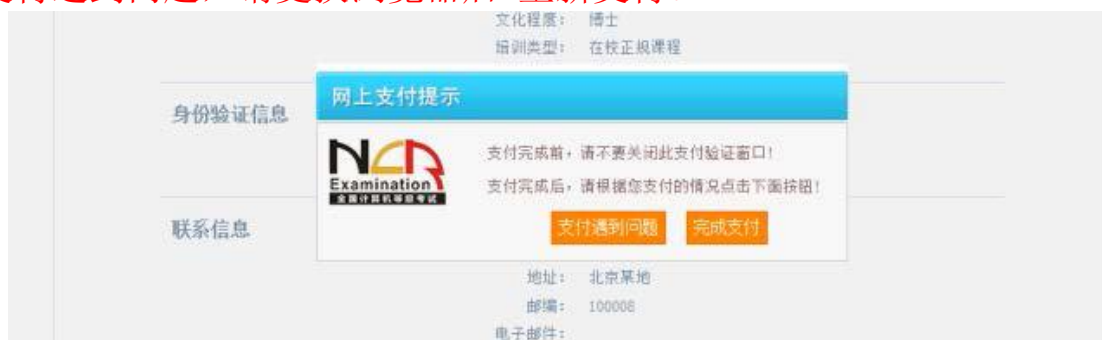 文化程度： 博士
培训类型： 在校正规课程
网上支付提示
身份验证信息
支付完成前，请不要关闭此支付验证窗口！
NCR
Examination
全国计算机等级考试
支付完成后，请根据您支付的情况点击下面按钮！
支付遇到问题 完成支付
联系信息
地址： 北京某地
邮编： 100008
电子邮件：